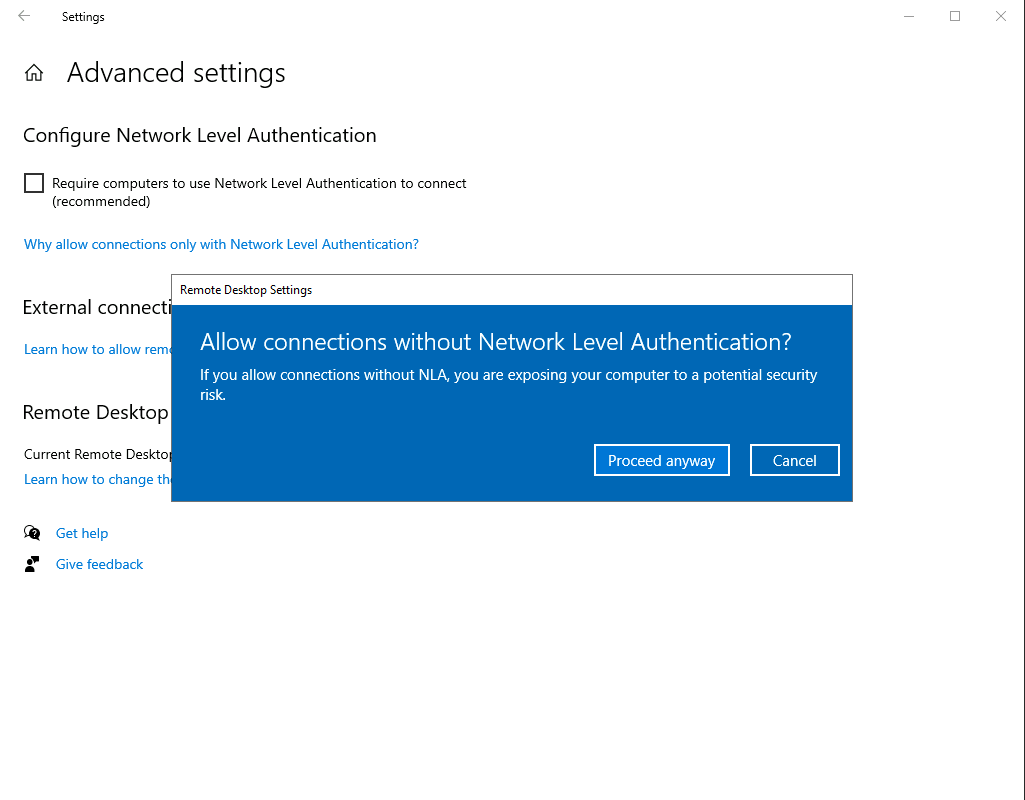 Settings
Advanced settings
Configure Network Level Authentication
Require computers to use Network Level Authentication to connect
(recommended)
Why allow connections only with Network Level Authentication?
External connecti
Learn how to allow remo
Remote Desktop
Current Remote Desktop
Learn how to change the
Remote Desktop Settings
Allow connections without Network Level Authentication?
If you allow connections without NLA, you are exposing your computer to a potential security
risk.
Proceed anyway
Cancel
Get help
Give feedback